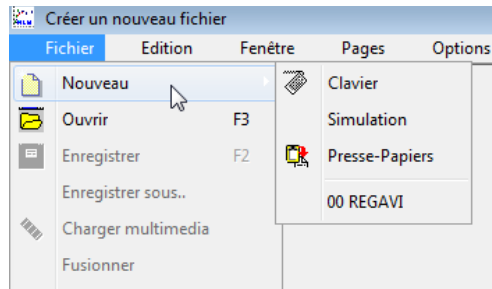 Créer un nouveau fichier
Fichier Edition Fenêtre Pages Options
Nouveau
Ouvrir F3
Enregistrer F2
Enregistrer sous..
Charger multimedia
Fusionner
Clavier
Simulation
Presse-Papiers
00 REGAVI